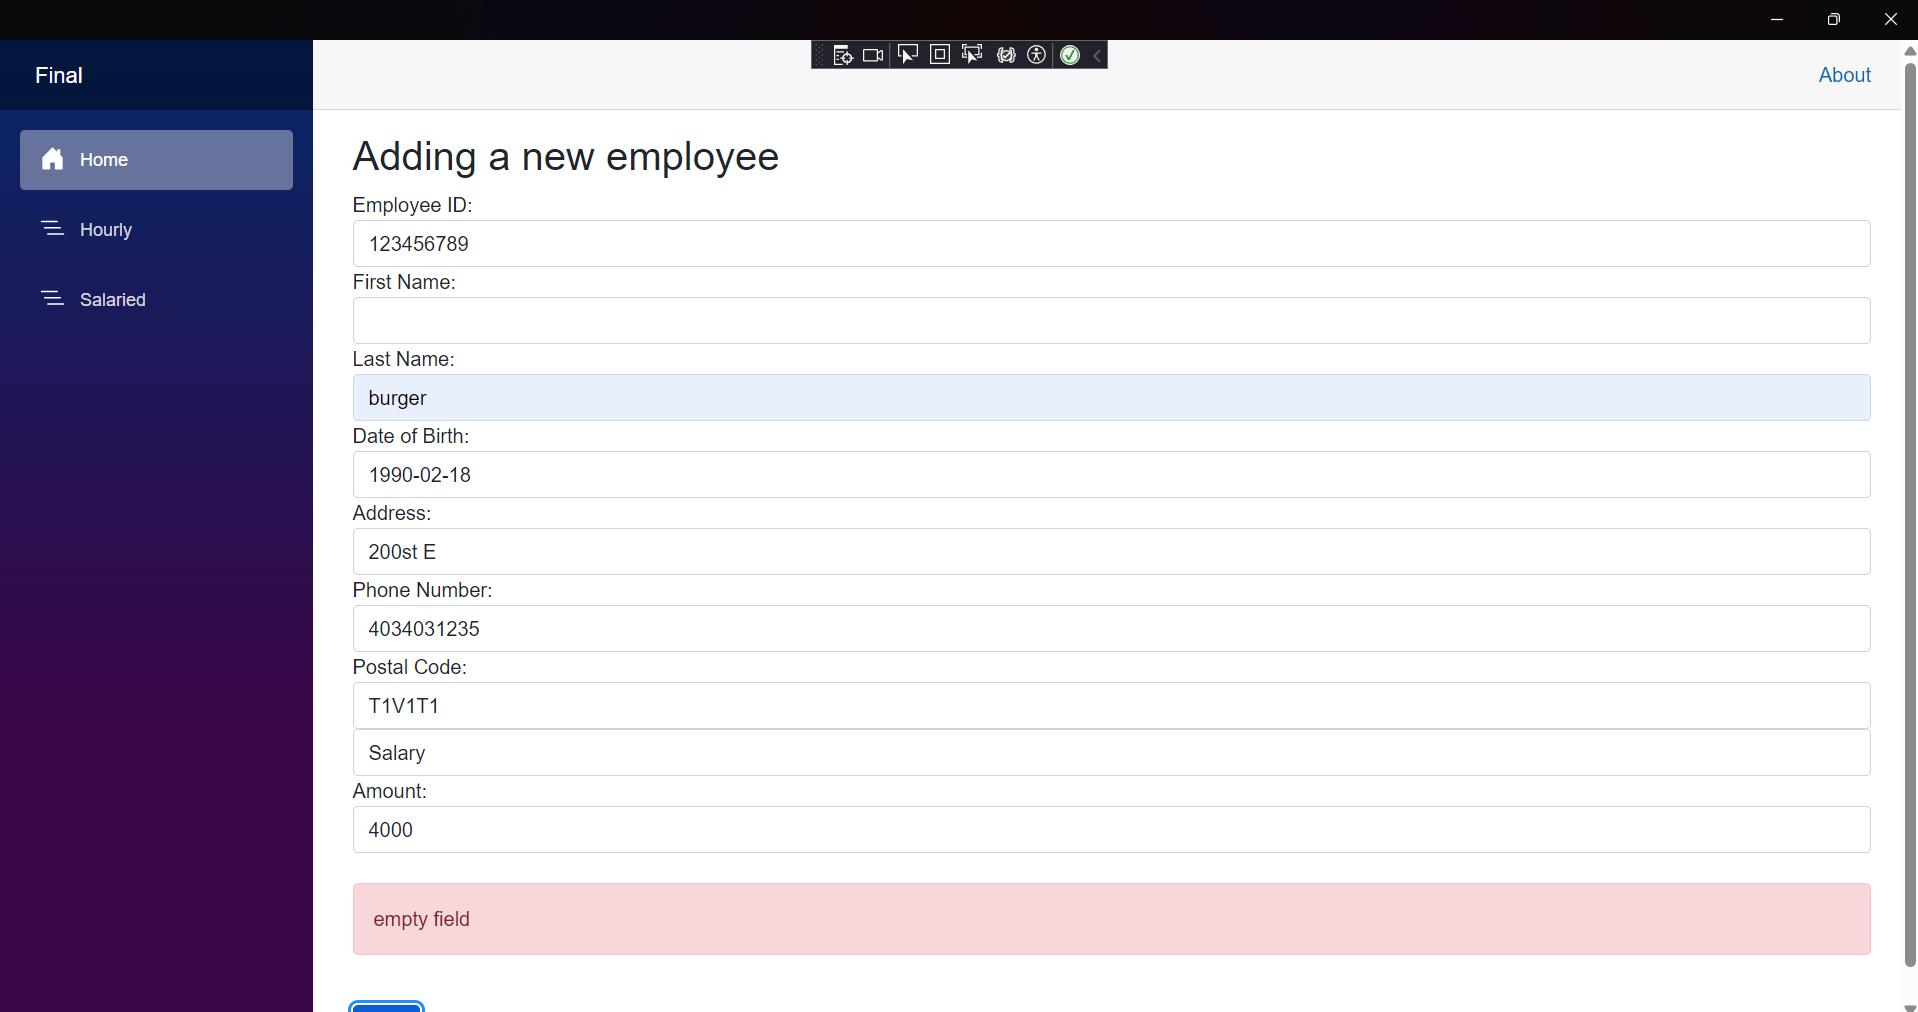 Final
About
Home
Hourly
Salaried
Adding a new employee
Employee ID:
123456789
First Name:
Last Name:
burger
Date of Birth:
1990-02-18
Address:
200st E
Phone Number:
4034031235
Postal Code:
T1V1T1
Salary
Amount:
4000
empty field